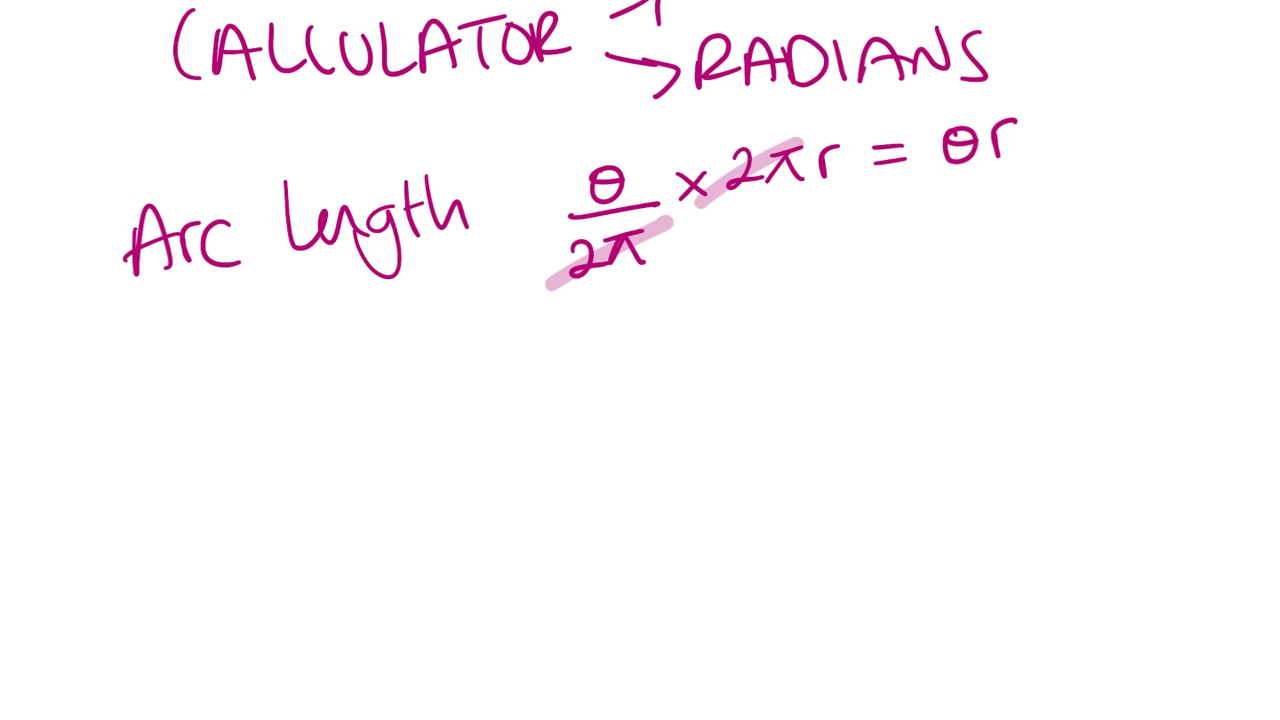 CALCULATOR → RADIANS
Arc length θ/2π × 2πr = θr